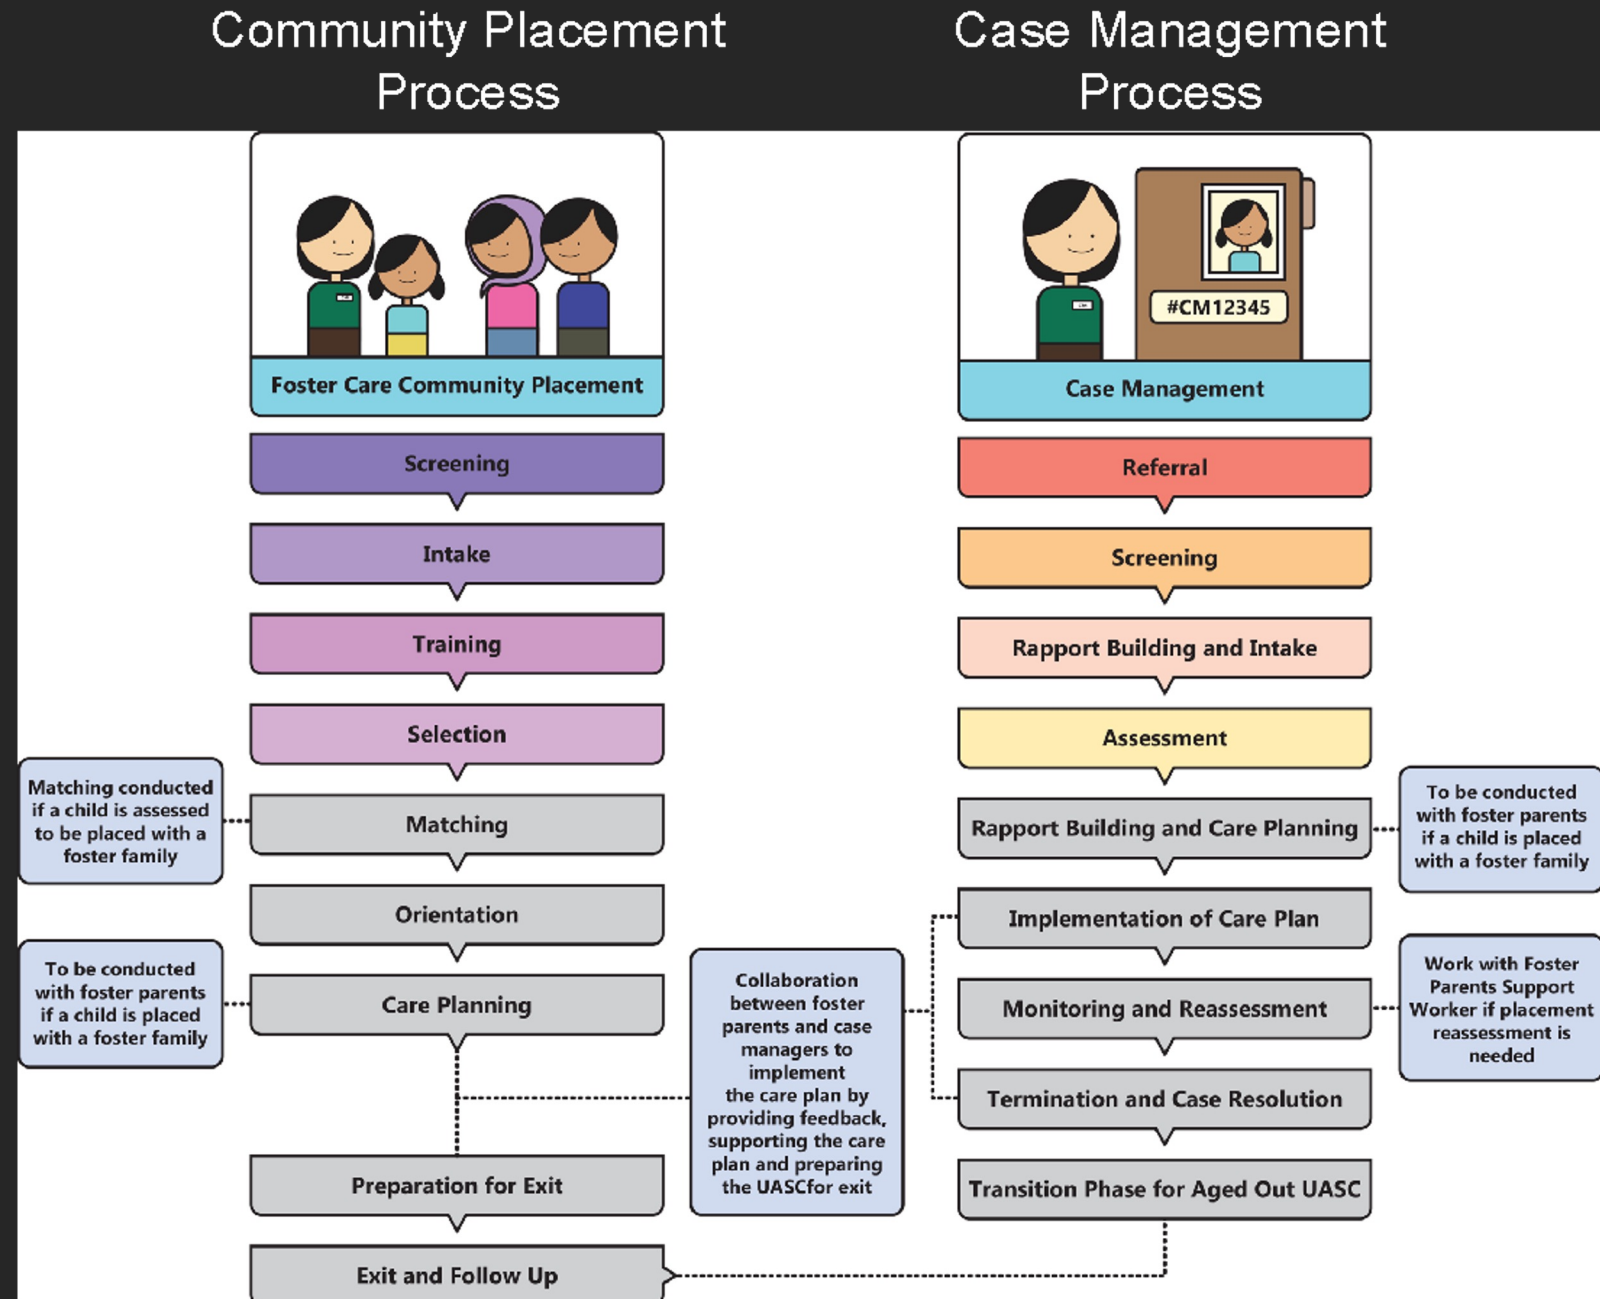 Community Placement
Process
Case Management
Process
Foster Care Community Placement
Screening
Intake
Training
Selection
Matching conducted
if a child is assessed
to be placed with a
foster family
Matching
Orientation
To be conducted
with foster parents
if a child is placed
with a foster family
Care Planning
Preparation for Exit
Exit and Follow Up
Collaboration
between foster
parents and case
managers to
implement
the care plan by
providing feedback,
supporting the care
plan and preparing
the UASCfor exit
#CM12345
Case Management
Referral
Screening
Rapport Building and Intake
Assessment
Rapport Building and Care Planning
To be conducted
with foster parents
if a child is placed
with a foster family
Implementation of Care Plan
Monitoring and Reassessment
Work with Foster
Parents Support
Worker if placement
reassessment is
needed
Termination and Case Resolution
Transition Phase for Aged Out UASC